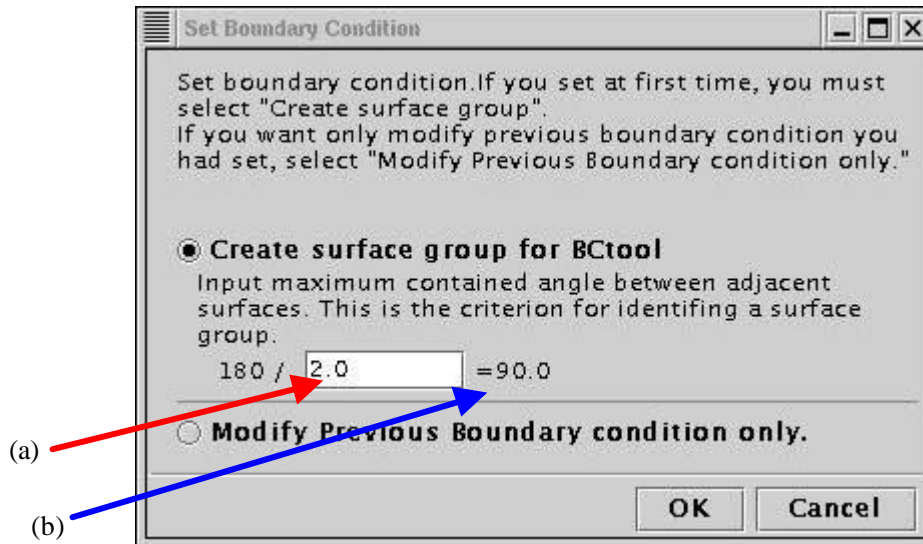 Set Boundary Condition
Set boundary condition.If you set at first time, you must
select "Create surface group".
If you want only modify previous boundary condition you
had set, select "Modify Previous Boundary condition only."
Create surface group for BCtool
Input maximum contained angle between adjacent
surfaces. This is the criterion for identifing a surface
group.
180 / 2.0 =90.0
Modify Previous Boundary condition only.
(a)
OK Cancel
(b)